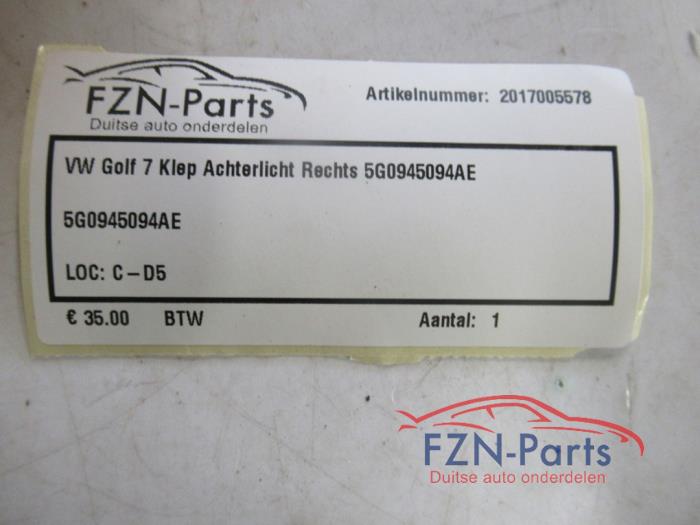 FZN-Parts
Duitse auto onderdelen
Artikelnummer: 2017005578
VW Golf 7 Klep Achterlicht Rechts 5G0945094AE
5G0945094AE
LOC: C-D5
€ 35.00 BTW Aantal: 1
FZN-Parts
Duitse auto onderdelen